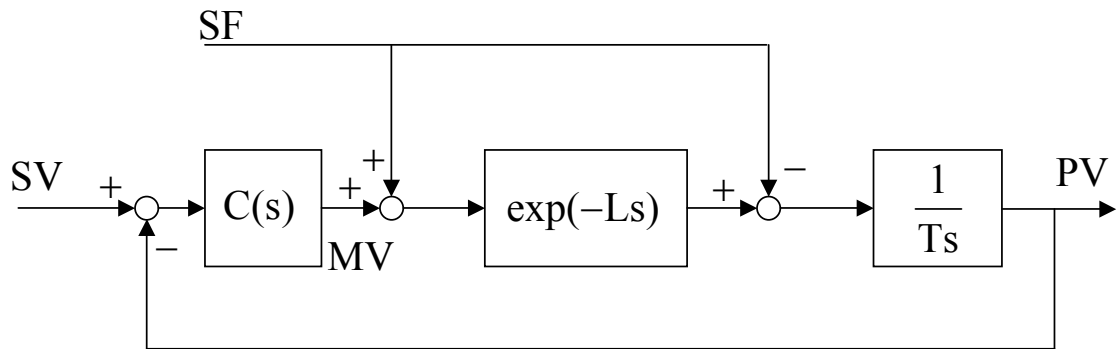 SF
SV
+
−
C(s)
+
+
MV
exp(−Ls)
+
−
1
Ts
PV